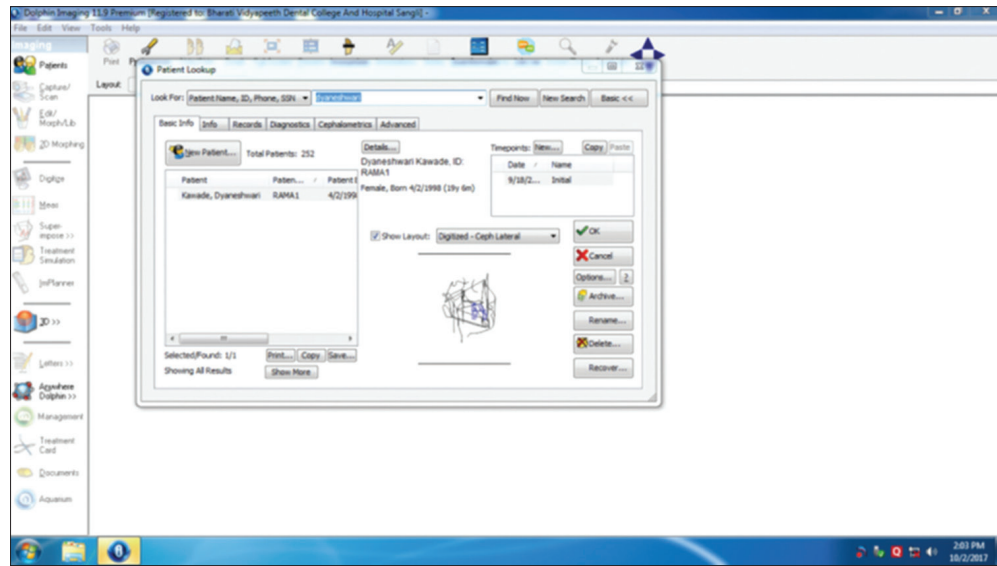 Dolphin Imaging 11.9 Premium [Registered to: Bharati Vidyapeeth Dental College And Hospital Sangli] -
File Edit View Tools Help
Imaging
Patients
Print
Layout
Capture/
Scan
Edit/
Morph/Lib
2D Morphing
Digitize
Meas
Super-
impose >>
Treatment
Simulation
ImPlanner
3D >>
Letters >>
Anywhere
Dolphin >>
Management
Treatment
Card
Documents
Aquarium
Patient Lookup
Look For: Patient Name, ID, Phone, SSN dyaneshwari Find Now New Search Basic <<
Basic Info Info Records Diagnostics Cephalometrics Advanced
New Patient... Total Patients: 252
Patient Patien... / Patient B
Kawade, Dyaneshwari RAMA1 4/2/199
Selected/Found: 1/1 Print... Copy Save...
Showing All Results Show More
Details...
Dyaneshwari Kawade, ID:
RAMA1
Female, Born 4/2/1998 (19y 6m)
Timepoints: New... Copy Paste
Date / Name
9/18/2... Initial
Show Layout: Digitized - Ceph Lateral
OK
Cancel
Options... ?
Archive...
Rename...
Delete...
Recover...
2:03 PM
10/2/2017